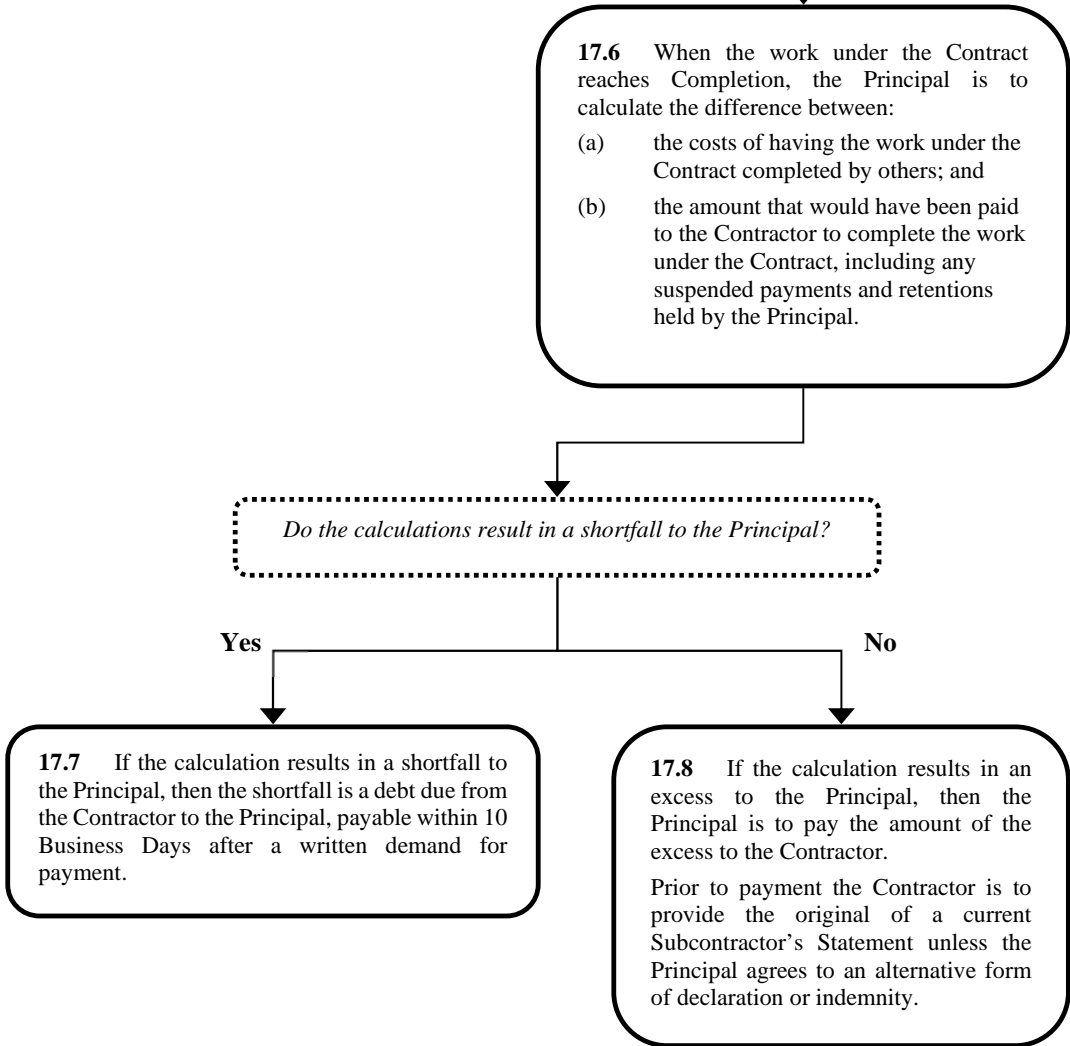 17.6 When the work under the Contract
reaches Completion, the Principal is to
calculate the difference between:
(a) the costs of having the work under the
Contract completed by others; and
(b) the amount that would have been paid
to the Contractor to complete the work
under the Contract, including any
suspended payments and retentions
held by the Principal.
Do the calculations result in a shortfall to the Principal?
Yes
No
17.7 If the calculation results in a shortfall to
the Principal, then the shortfall is a debt due from
the Contractor to the Principal, payable within 10
Business Days after a written demand for
payment.
17.8 If the calculation results in an
excess to the Principal, then the
Principal is to pay the amount of the
excess to the Contractor.
Prior to payment the Contractor is to
provide the original of a current
Subcontractor’s Statement unless the
Principal agrees to an alternative form
of declaration or indemnity.